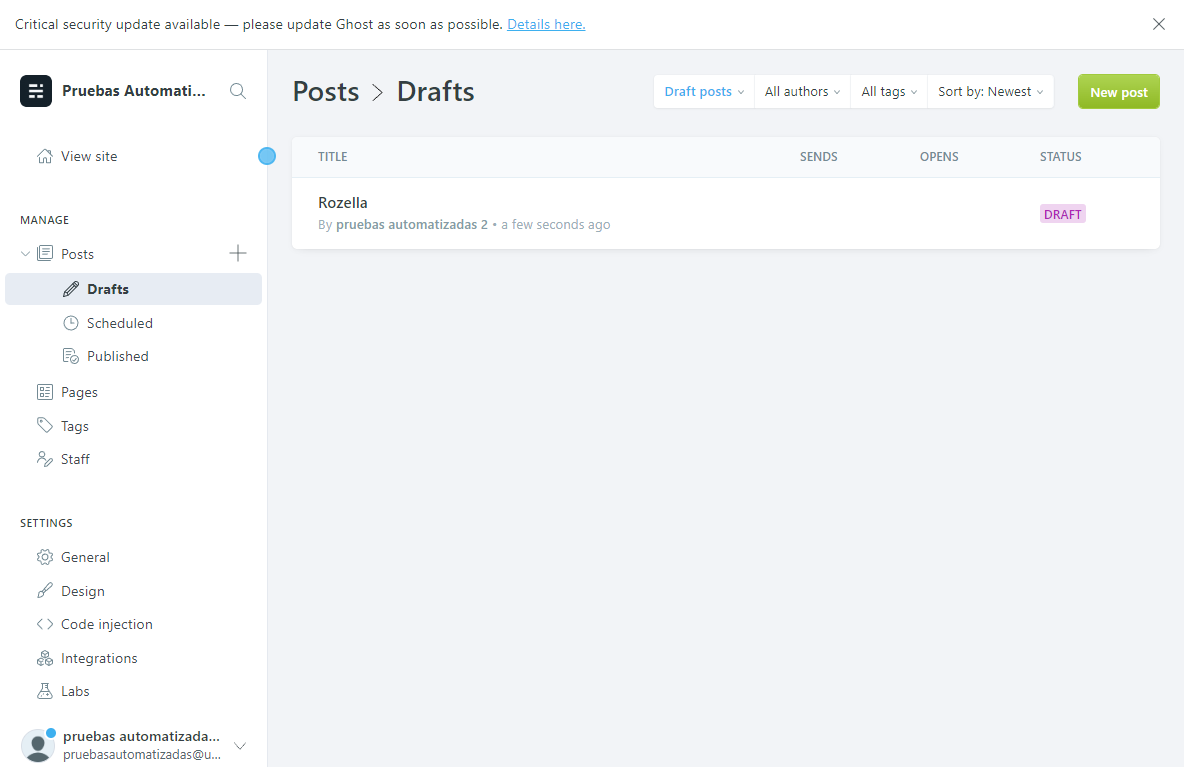 Critical security update available — please update Ghost as soon as possible. Details here.
Pruebas Automati...
View site
MANAGE
Posts
Drafts
Scheduled
Published
Pages
Tags
Staff
SETTINGS
General
Design
Code injection
Integrations
Labs
pruebas automatizada...
pruebasautomatizadas@u...
Posts > Drafts
Draft posts
All authors
All tags
Sort by: Newest
New post
TITLE SENDS OPENS STATUS
Rozella
By pruebas automatizadas 2 • a few seconds ago
DRAFT